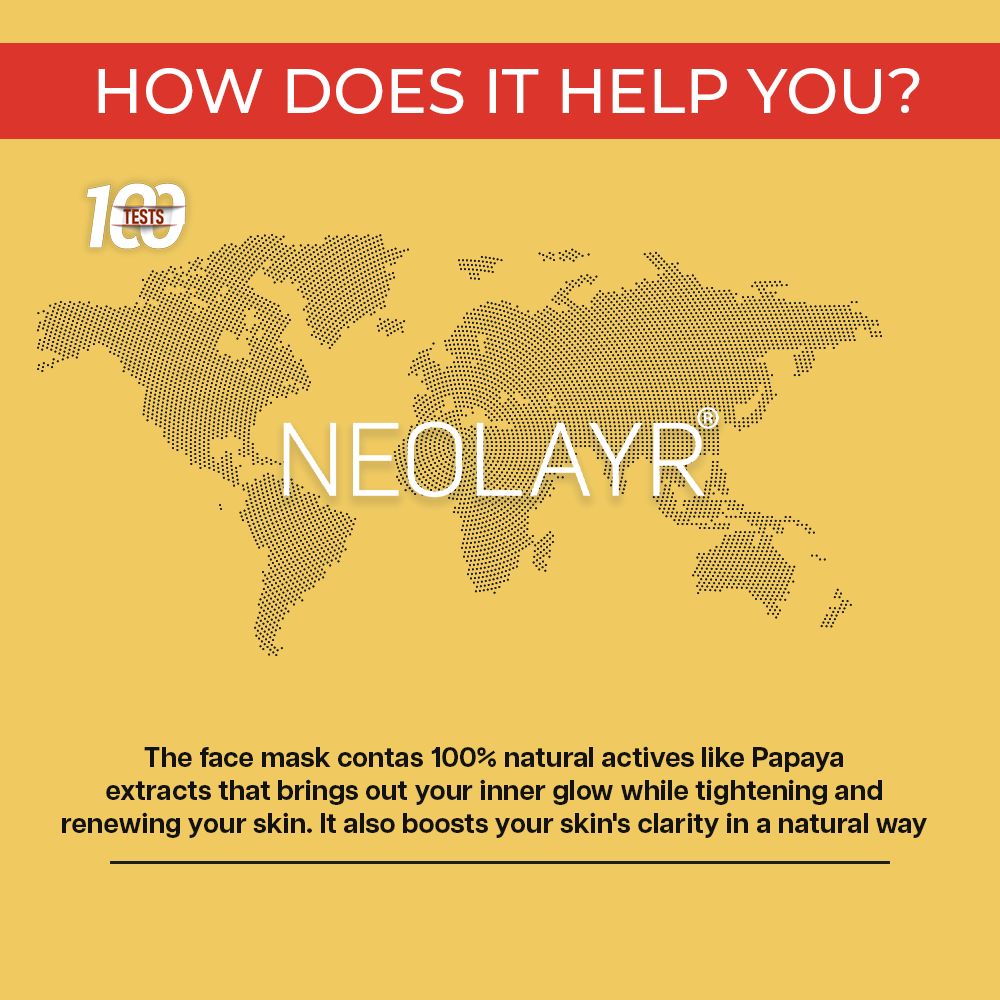 HOW DOES IT HELP YOU?
100
TESTS
NEOLAYR®
The face mask contas 100% natural actives like Papaya
extracts that brings out your inner glow while tightening and
renewing your skin. It also boosts your skin's clarity in a natural way